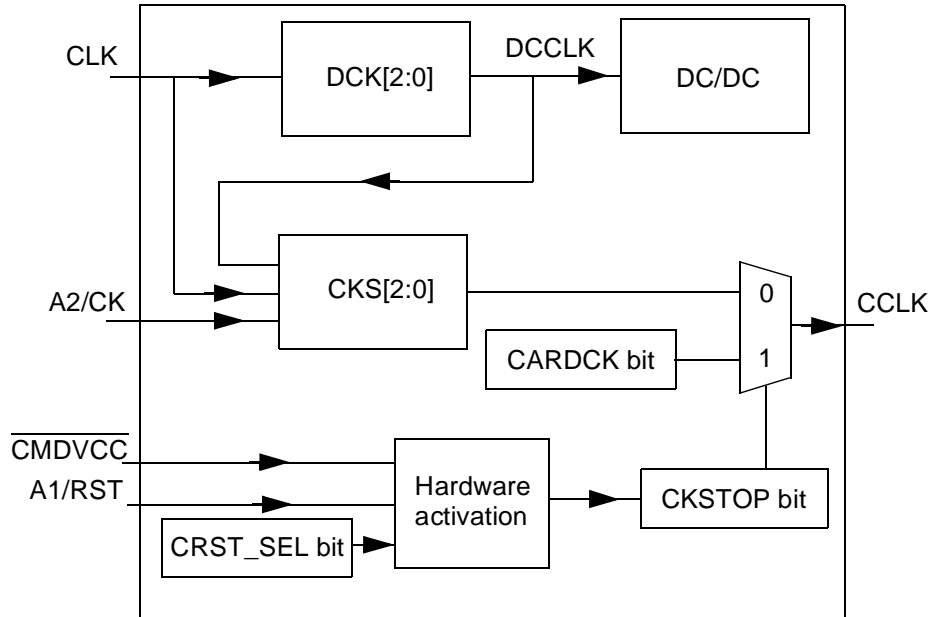 CLK
DCK[2:0]
DCCLK
DC/DC
A2/CK
CKS[2:0]
0
CCLK
CARDCK bit
1
CMDVCC
A1/RST
Hardware
activation
CKSTOP bit
CRST_SEL bit